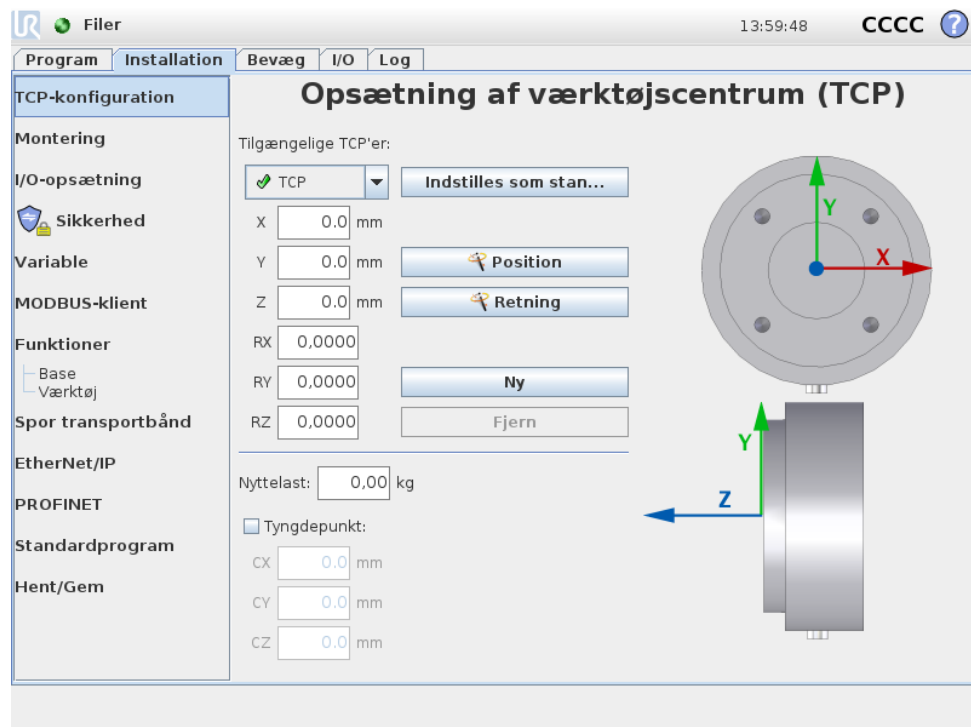 UR Filer 13:59:48 CCCC ?
Program Installation Bevæg I/O Log
TCP-konfiguration
Montering
I/O-opsætning
Sikkerhed
Variable
MODBUS-klient
Funktioner
Base
Værktøj
Spor transportbånd
EtherNet/IP
PROFINET
Standardprogram
Hent/Gem
Opsætning af værktøjscentrum (TCP)
Tilgængelige TCP'er:
TCP Indstilles som stan...
X 0.0 mm
Y 0.0 mm Position
Z 0.0 mm Retning
RX 0,0000
RY 0,0000 Ny
RZ 0,0000 Fjern
Nyttelast: 0,00 kg
Tyngdepunkt:
CX 0.0 mm
CY 0.0 mm
CZ 0.0 mm
Y
X
Y
Z